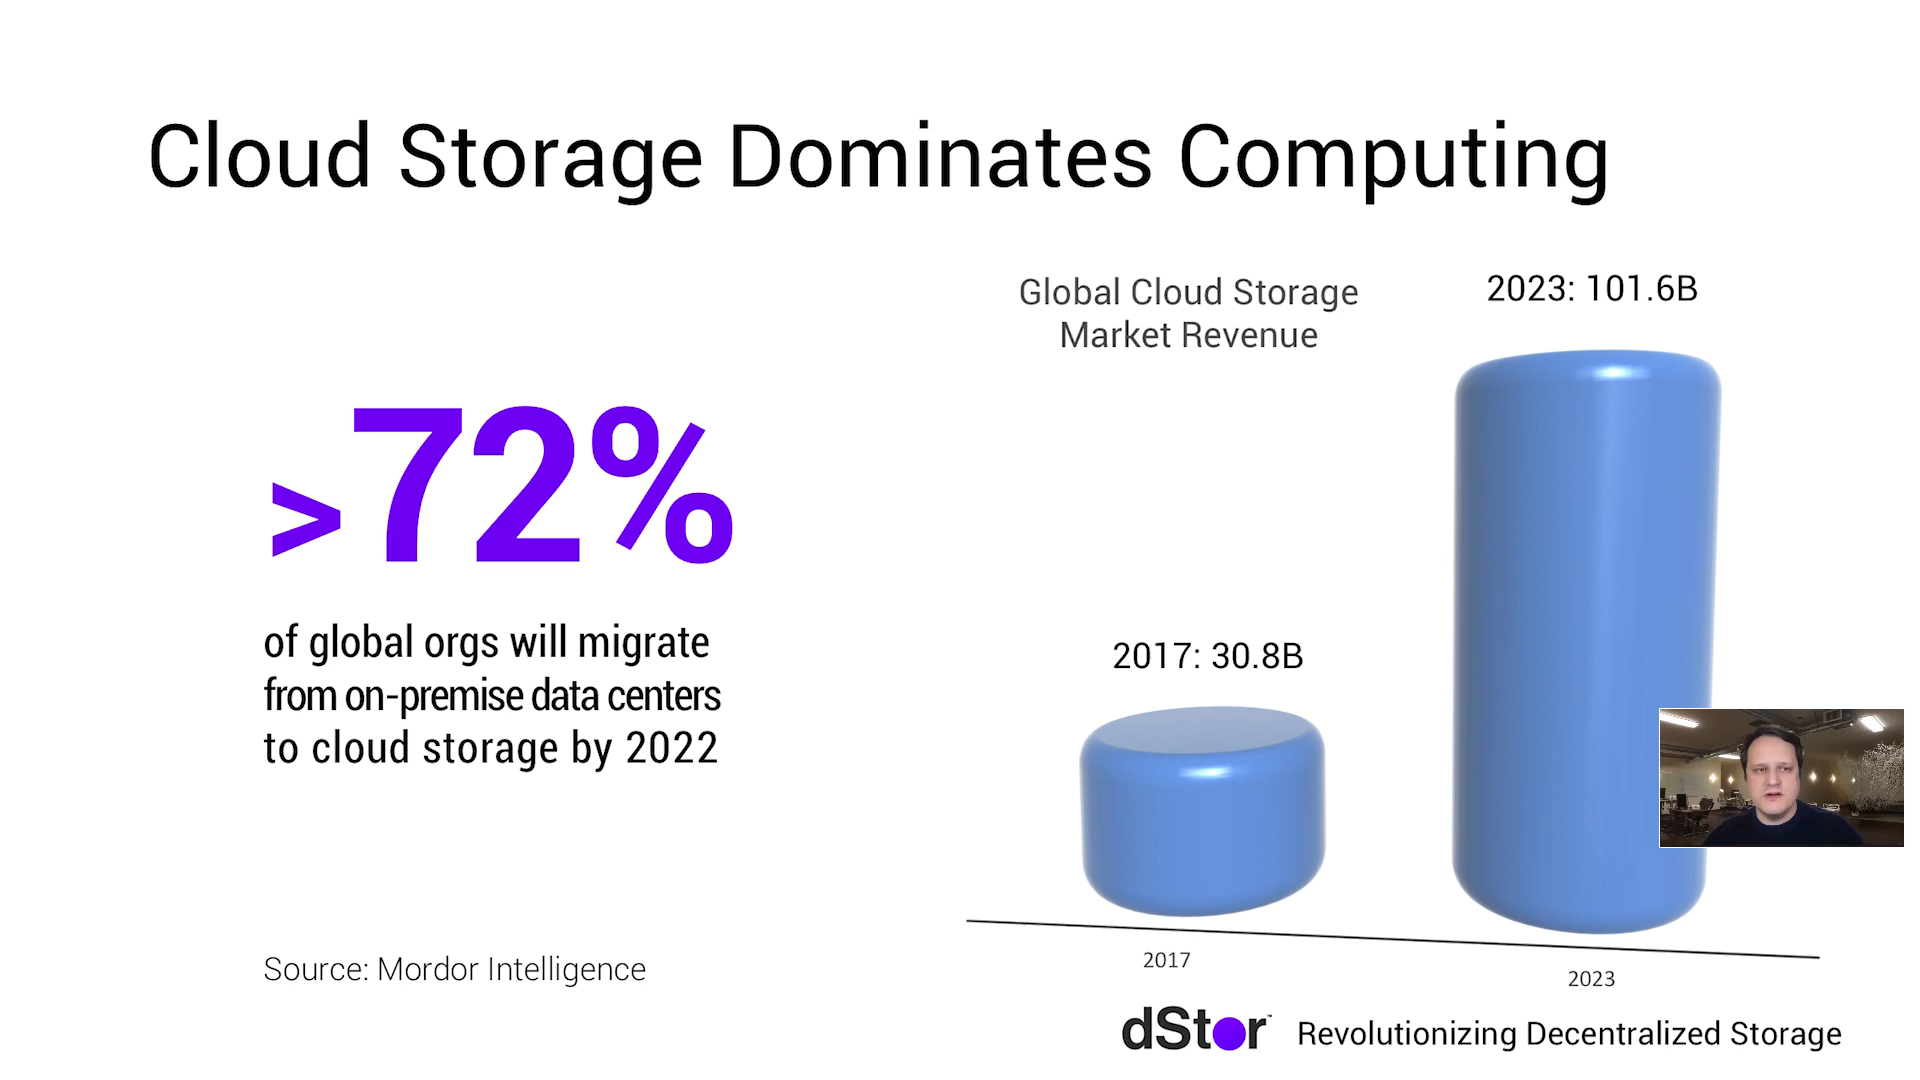 Cloud Storage Dominates Computing
>72%
of global orgs will migrate
from on-premise data centers
to cloud storage by 2022
Source: Mordor Intelligence
Global Cloud Storage
Market Revenue
2023: 101.6B
2017: 30.8B
2017
2023
dStor™ Revolutionizing Decentralized Storage